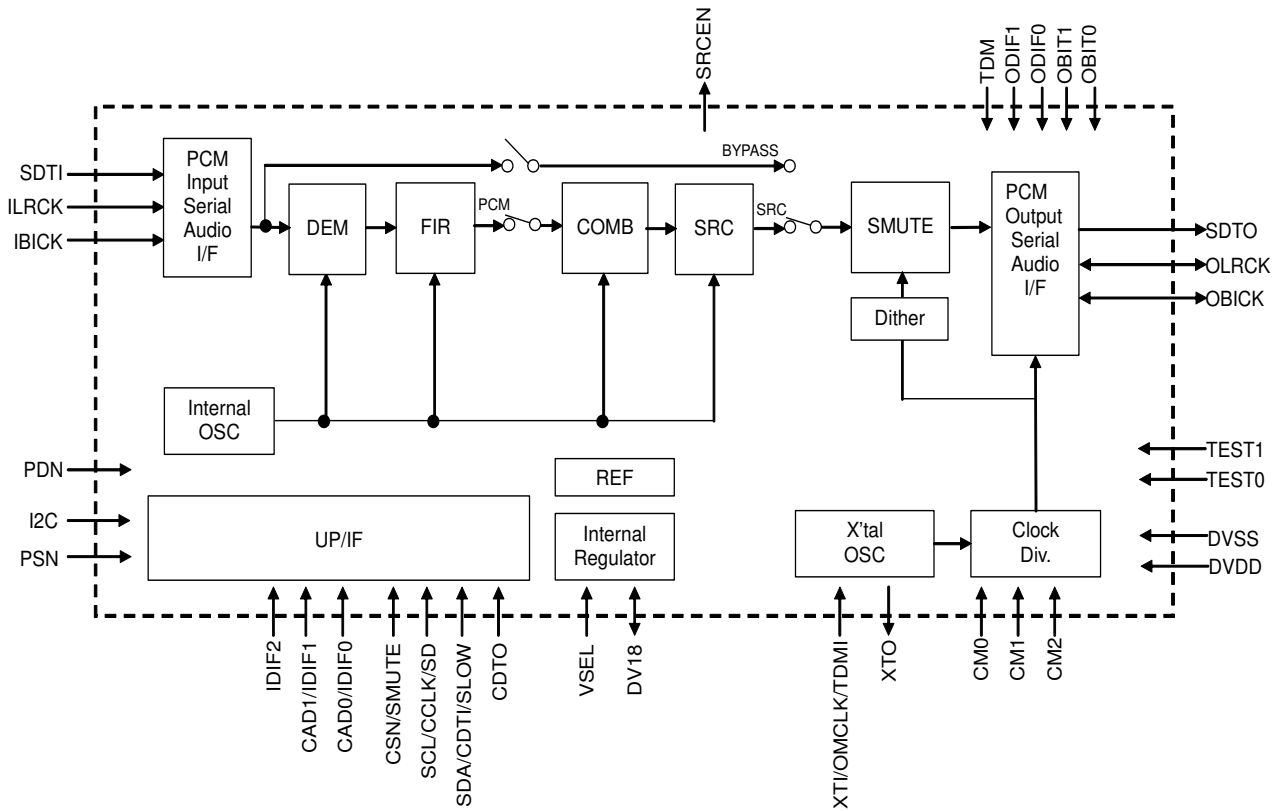 SRCEN
TDM
ODIF1
ODIF0
OBIT1
OBIT0
SDTI
ILRCK
IBICK
PCM
Input
Serial
Audio
I/F
BYPASS
DEM
FIR
PCM
COMB
SRC
SRC
SMUTE
PCM
Output
Serial
Audio
I/F
SDTO
OLRCK
OBICK
Dither
Internal
OSC
PDN
I2C
PSN
UP/IF
REF
Internal
Regulator
X'tal
OSC
Clock
Div.
TEST1
TEST0
DVSS
DVDD
IDIF2
CAD1/IDIF1
CAD0/IDIF0
CSN/SMUTE
SCL/CCLK/SD
SDA/CDTI/SLOW
CDTO
VSEL
DV18
XTI/OMCLK/TDMI
XTO
CM0
CM1
CM2